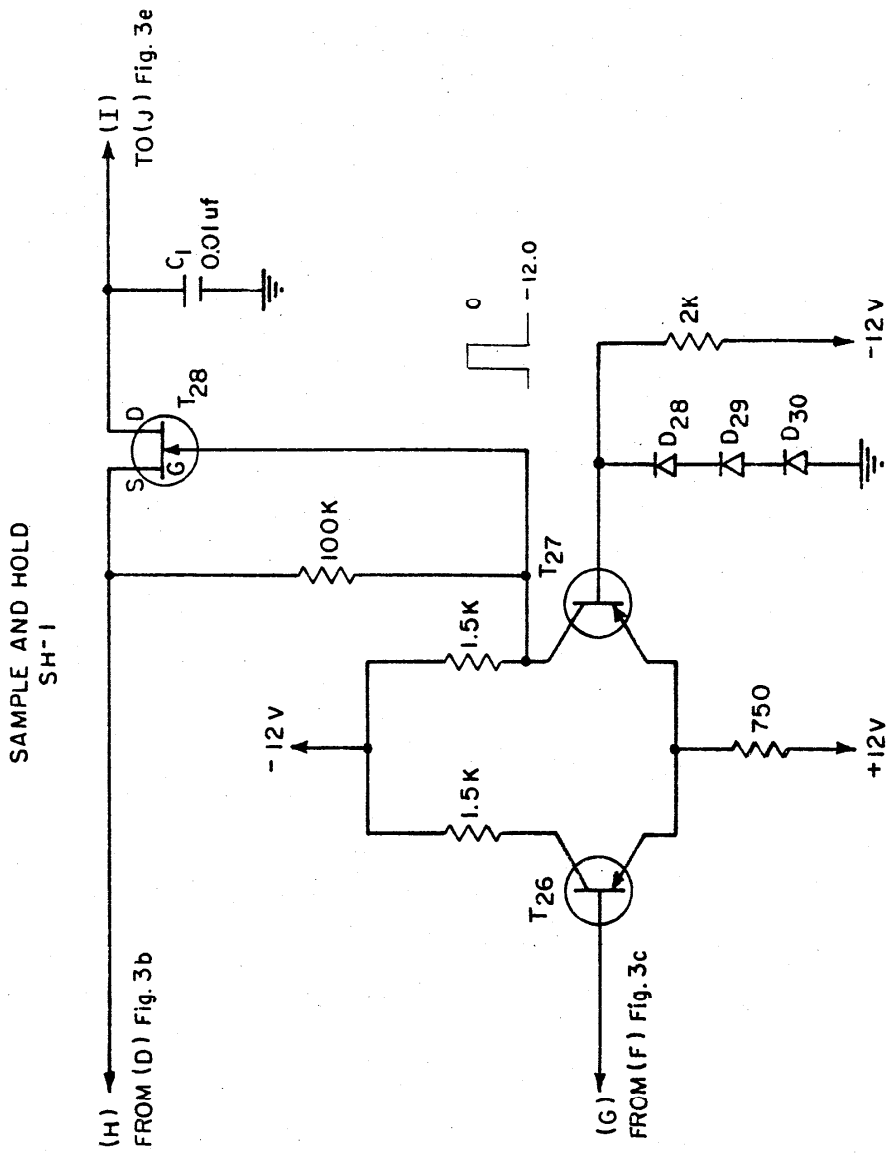 SAMPLE AND HOLD
SH-1
(H)
FROM (D) Fig. 3b
(I)
TO (J) Fig. 3e
S
D
G
T28
C1
0.01uf
100K
0
-12.0
-12V
1.5K
1.5K
T26
T27
(G)
FROM (F) Fig. 3c
750
+12V
D28
D29
D30
2K
-12V